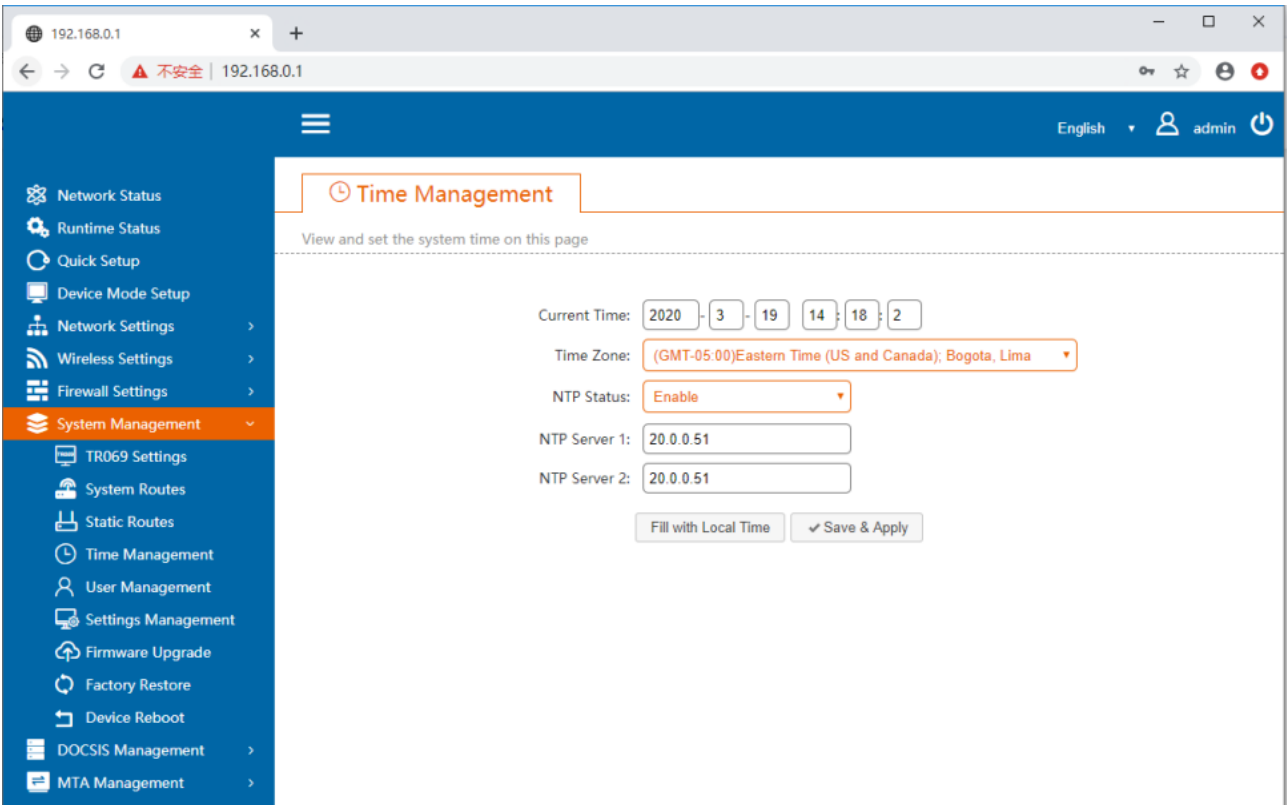 192.168.0.1
不安全 | 192.168.0.1
English admin
Network Status
Runtime Status
Quick Setup
Device Mode Setup
Network Settings
Wireless Settings
Firewall Settings
System Management
TR069 Settings
System Routes
Static Routes
Time Management
User Management
Settings Management
Firmware Upgrade
Factory Restore
Device Reboot
DOCSIS Management
MTA Management
Time Management
View and set the system time on this page
Current Time: 2020 - 3 - 19 14 : 18 : 2
Time Zone: (GMT-05:00)Eastern Time (US and Canada); Bogota, Lima
NTP Status: Enable
NTP Server 1: 20.0.0.51
NTP Server 2: 20.0.0.51
Fill with Local Time Save & Apply